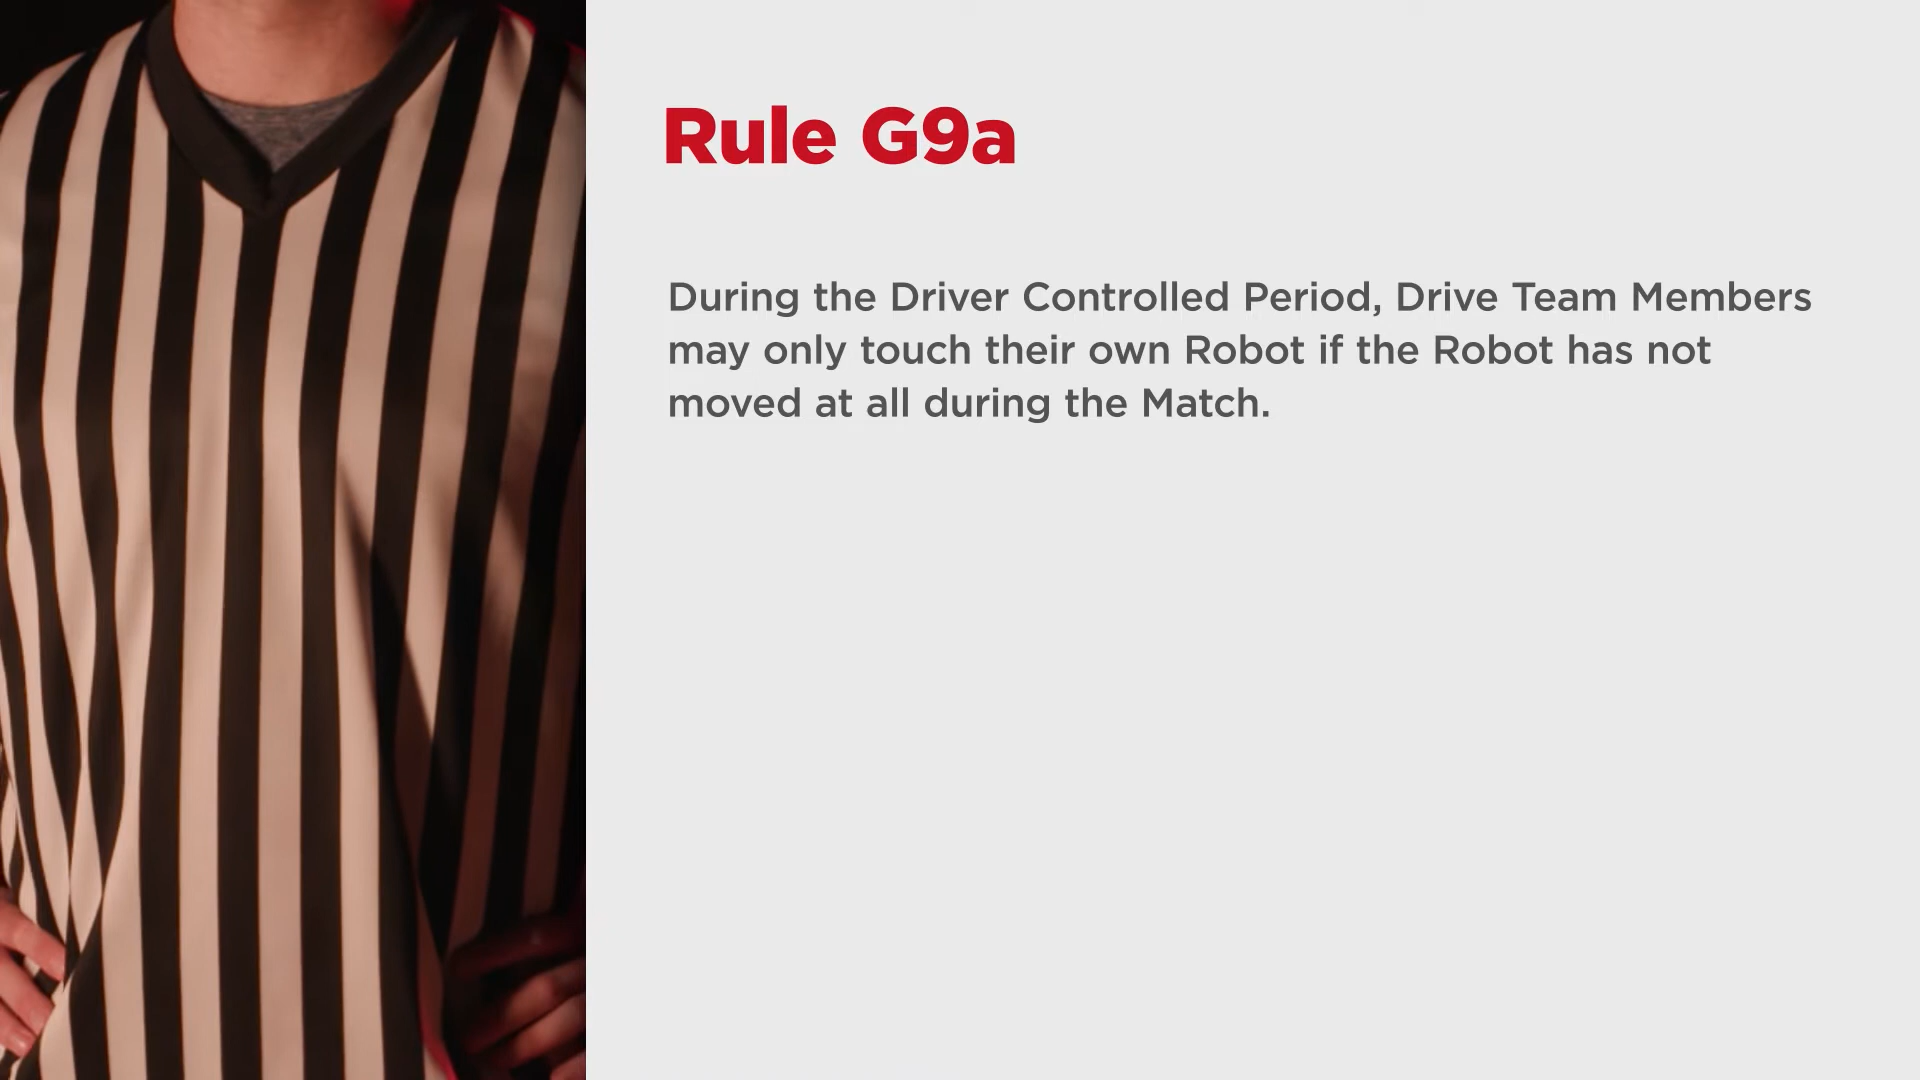 Rule G9a
During the Driver Controlled Period, Drive Team Members
may only touch their own Robot if the Robot has not
moved at all during the Match.